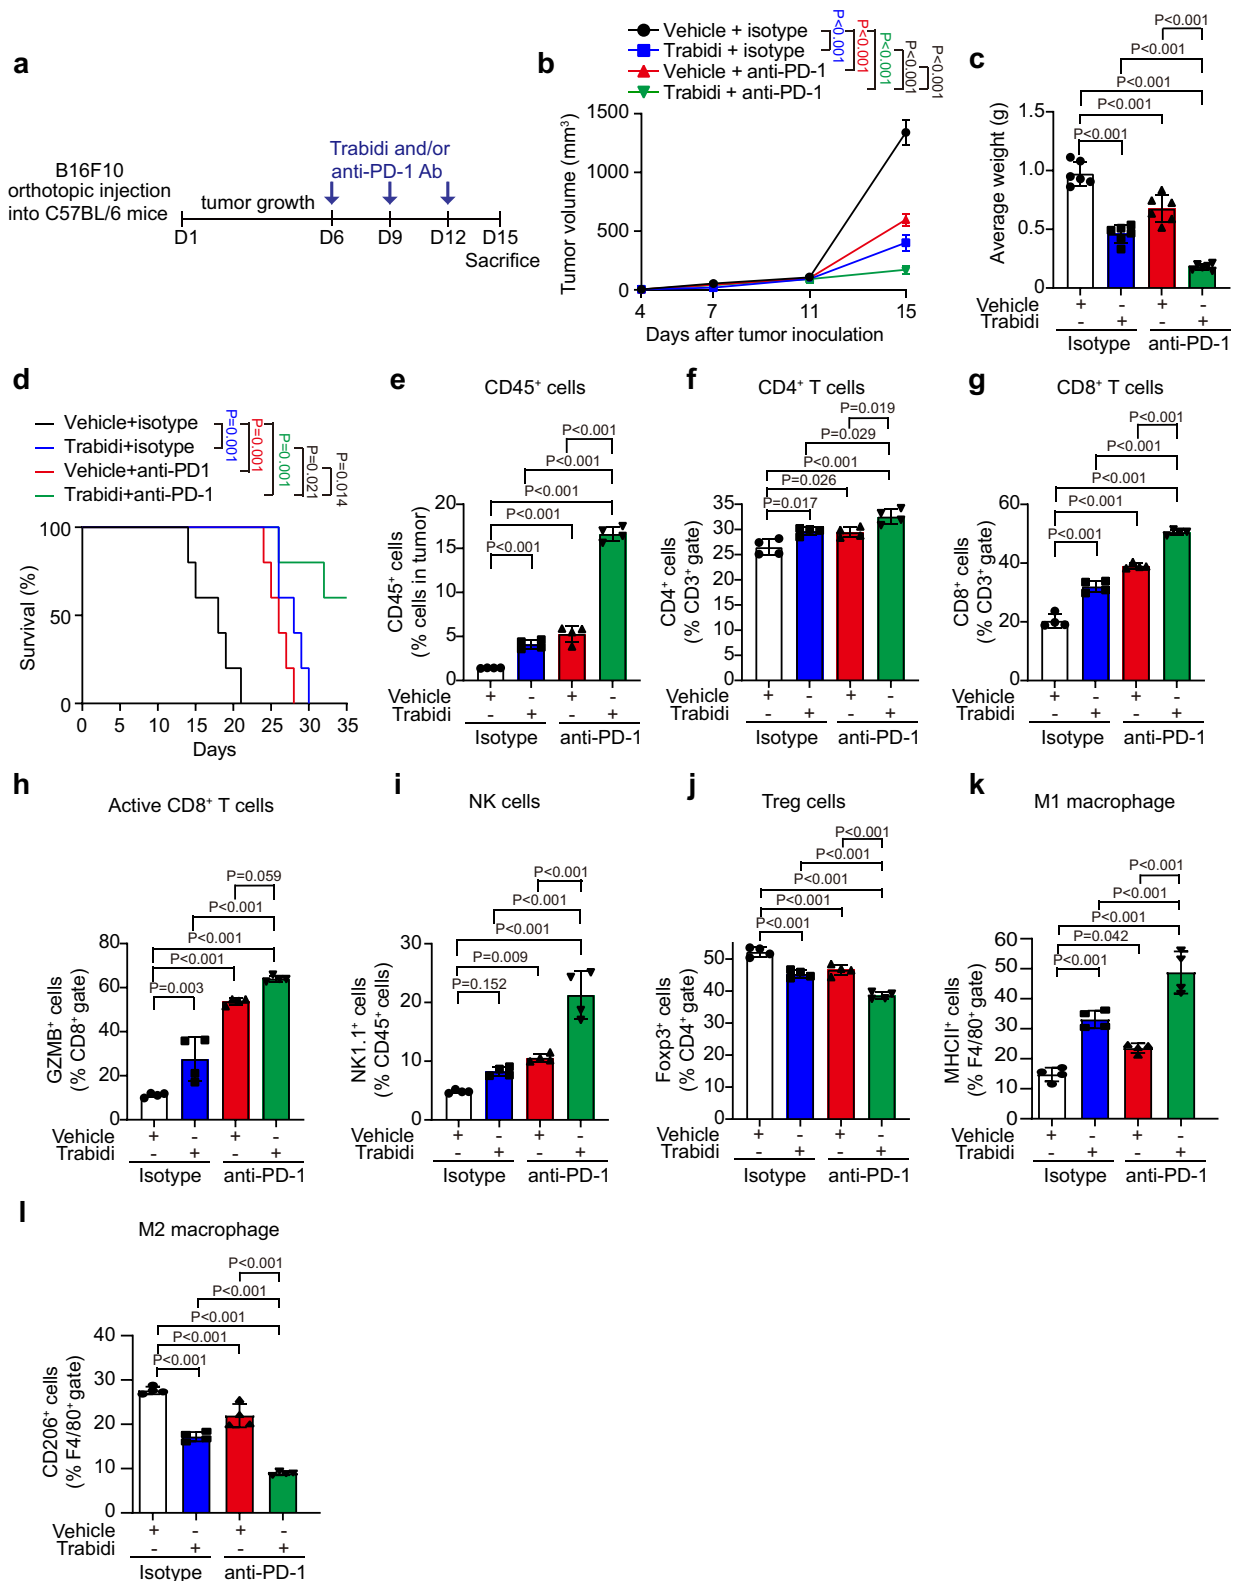 a
B16F10
orthotopic injection
into C57BL/6 mice
tumor growth
Trabidi and/or
anti-PD-1 Ab
D1
D6
D9
D12
D15
Sacrifice
b
Vehicle + isotype
Trabidi + isotype
Vehicle + anti-PD-1
Trabidi + anti-PD-1
P<0.001
P<0.001
P<0.001
P<0.001
P<0.001
Tumor volume (mm³)
1500
1000
500
0
4
7
11
15
Days after tumor inoculation
c
P<0.001
P<0.001
P<0.001
P<0.001
P<0.001
Average weight (g)
1.5
1.0
0.5
0
Vehicle + - + -
Trabidi - + - +
Isotype
anti-PD-1
d
Vehicle+isotype
Trabidi+isotype
Vehicle+anti-PD1
Trabidi+anti-PD-1
P=0.001
P=0.001
P=0.001
P=0.021
P=0.014
Survival (%)
100
50
0
0 5 10 15 20 25 30 35
Days
e
CD45⁺ cells
P<0.001
P<0.001
P<0.001
P<0.001
P<0.001
CD45⁺ cells
(% cells in tumor)
20
15
10
5
0
Vehicle + - + -
Trabidi - + - +
Isotype
anti-PD-1
f
CD4⁺ T cells
P=0.019
P=0.029
P<0.001
P=0.026
P=0.017
CD4⁺ cells
(% CD3⁺ gate)
35
30
25
20
15
10
5
0
Vehicle + - + -
Trabidi - + - +
Isotype
anti-PD-1
g
CD8⁺ T cells
P<0.001
P<0.001
P<0.001
P<0.001
P<0.001
CD8⁺ cells
(% CD3⁺ gate)
60
40
20
0
Vehicle + - + -
Trabidi - + - +
Isotype
anti-PD-1
h
Active CD8⁺ T cells
P=0.059
P<0.001
P<0.001
P<0.001
P=0.003
GZMB⁺ cells
(% CD8⁺ gate)
80
60
40
20
0
Vehicle + - + -
Trabidi - + - +
Isotype
anti-PD-1
i
NK cells
P<0.001
P<0.001
P<0.001
P=0.009
P=0.152
NK1.1⁺ cells
(% CD45⁺ cells)
30
20
10
0
Vehicle + - + -
Trabidi - + - +
Isotype
anti-PD-1
j
Treg cells
P<0.001
P<0.001
P<0.001
P<0.001
P<0.001
Foxp3⁺ cells
(% CD4⁺ gate)
50
40
30
20
10
0
Vehicle + - + -
Trabidi - + - +
Isotype
anti-PD-1
k
M1 macrophage
P<0.001
P<0.001
P<0.001
P=0.042
P<0.001
MHCII⁺ cells
(% F4/80⁺ gate)
60
50
40
30
20
10
0
Vehicle + - + -
Trabidi - + - +
Isotype
anti-PD-1
l
M2 macrophage
P<0.001
P<0.001
P<0.001
P<0.001
P<0.001
CD206⁺ cells
(% F4/80⁺ gate)
40
30
20
10
0
Vehicle + - + -
Trabidi - + - +
Isotype
anti-PD-1